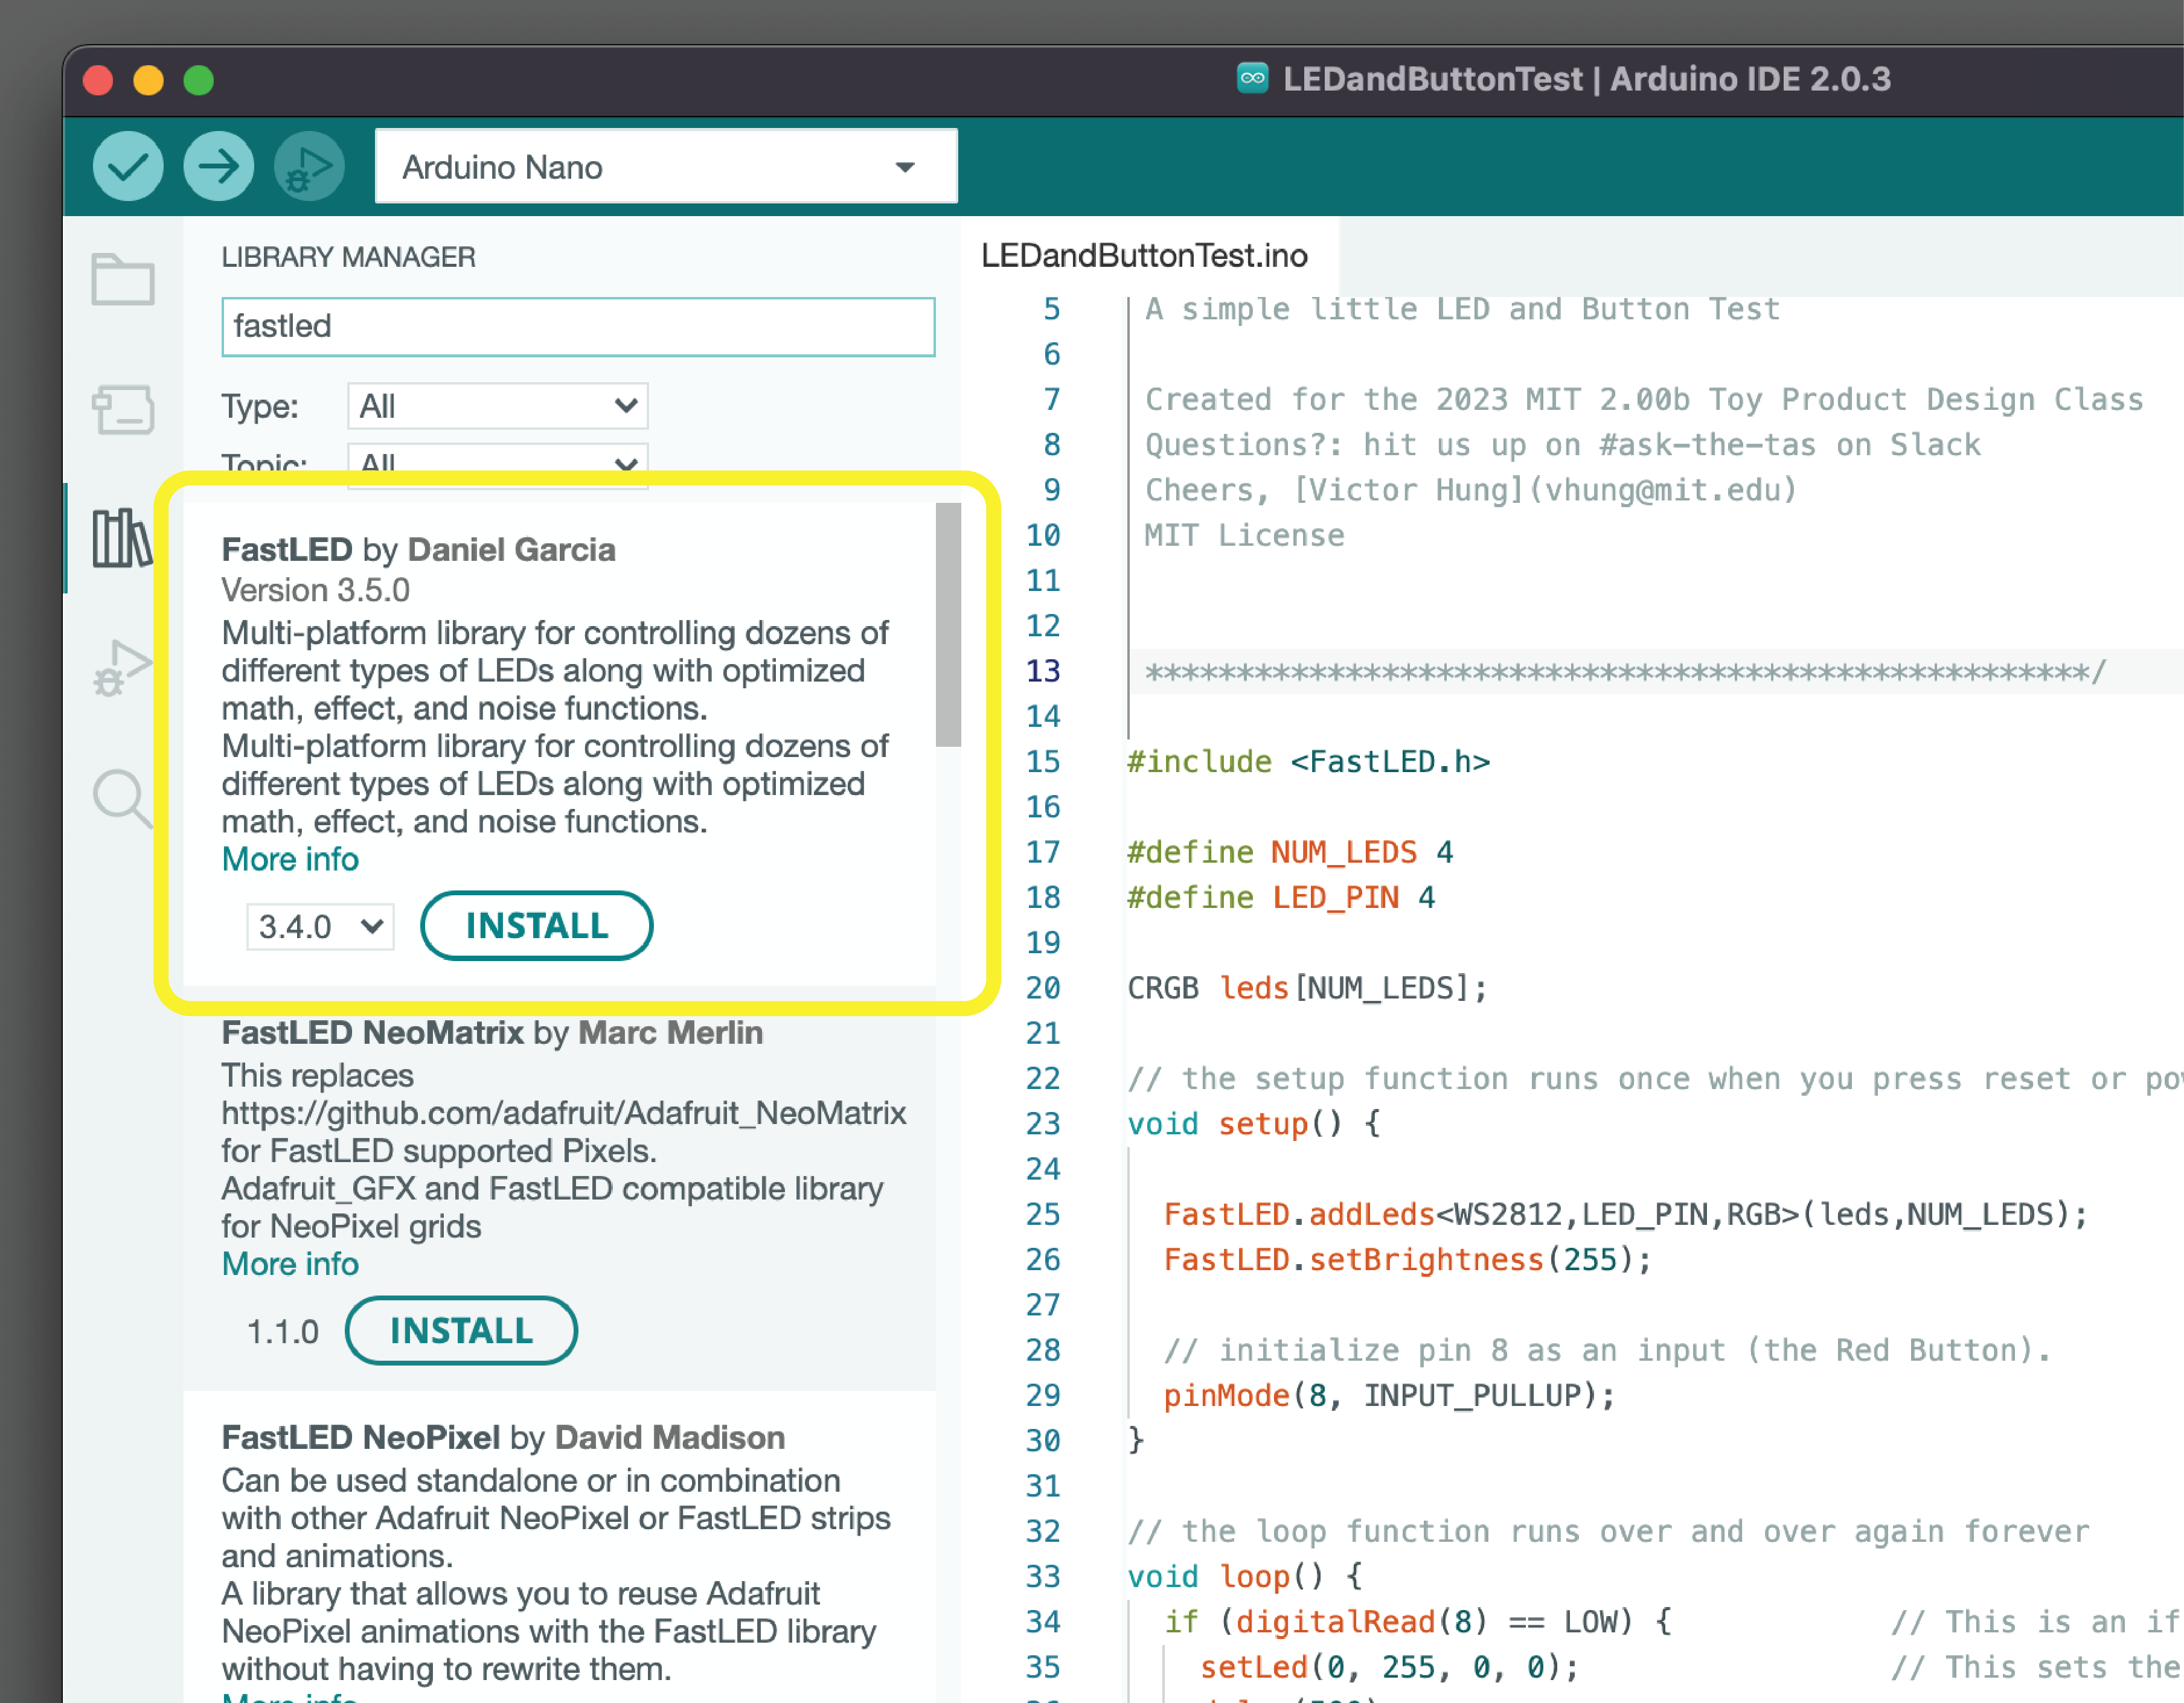 LEDandButtonTest | Arduino IDE 2.0.3
Arduino Nano
LIBRARY MANAGER
fastled
Type: All
Topic: All
FastLED by Daniel Garcia
Version 3.5.0
Multi-platform library for controlling dozens of
different types of LEDs along with optimized
math, effect, and noise functions.
Multi-platform library for controlling dozens of
different types of LEDs along with optimized
math, effect, and noise functions.
More info
3.4.0 INSTALL
FastLED NeoMatrix by Marc Merlin
This replaces
https://github.com/adafruit/Adafruit_NeoMatrix
for FastLED supported Pixels.
Adafruit_GFX and FastLED compatible library
for NeoPixel grids
More info
1.1.0 INSTALL
FastLED NeoPixel by David Madison
Can be used standalone or in combination
with other Adafruit NeoPixel or FastLED strips
and animations.
A library that allows you to reuse Adafruit
NeoPixel animations with the FastLED library
without having to rewrite them.
More info
LEDandButtonTest.ino
5 A simple little LED and Button Test
6
7 Created for the 2023 MIT 2.00b Toy Product Design Class
8 Questions?: hit us up on #ask-the-tas on Slack
9 Cheers, [Victor Hung](vhung@mit.edu)
10 MIT License
11
12
13 ****************************************************/
14
15 #include <FastLED.h>
16
17 #define NUM_LEDS 4
18 #define LED_PIN 4
19
20 CRGB leds[NUM_LEDS];
21
22 // the setup function runs once when you press reset or
23 void setup() {
24
25 FastLED.addLeds<WS2812,LED_PIN,RGB>(leds,NUM_LEDS);
26 FastLED.setBrightness(255);
27
28 // initialize pin 8 as an input (the Red Button).
29 pinMode(8, INPUT_PULLUP);
30 }
31
32 // the loop function runs over and over again forever
33 void loop() {
34 if (digitalRead(8) == LOW) { // This is an if
35 setLed(0, 255, 0, 0); // This sets the